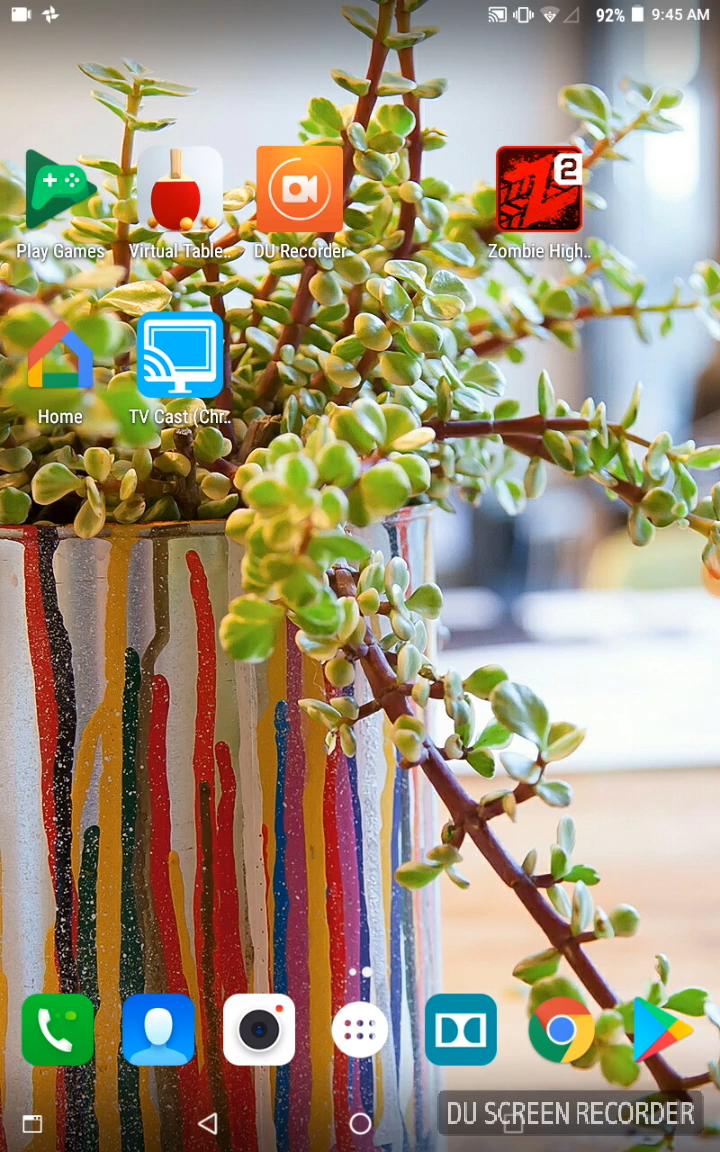 92% 9:45 AM
2
Play Games
Virtual Table..
DU Recorder
Zombie High..
Home
TV Cast (Chr..
DU SCREEN RECORDER